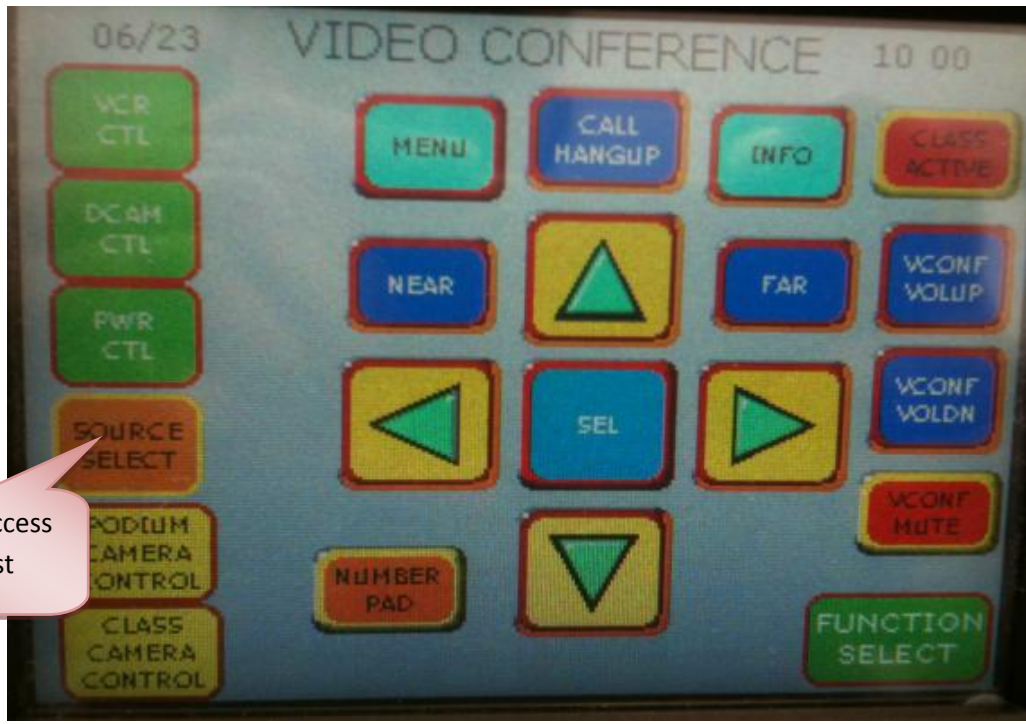 06/23 VIDEO CONFERENCE 10 00
VCR
CTL
MENU
CALL
HANGUP
INFO
CLASS
ACTIVE
DCAM
CTL
NEAR
FAR
VCONF
VOLUP
PWR
CTL
SOURCE
SELECT
SEL
VCONF
VOLDN
VCONF
MUTE
PODIUM
CAMERA
CONTROL
NUMBER
PAD
CLASS
CAMERA
CONTROL
FUNCTION
SELECT